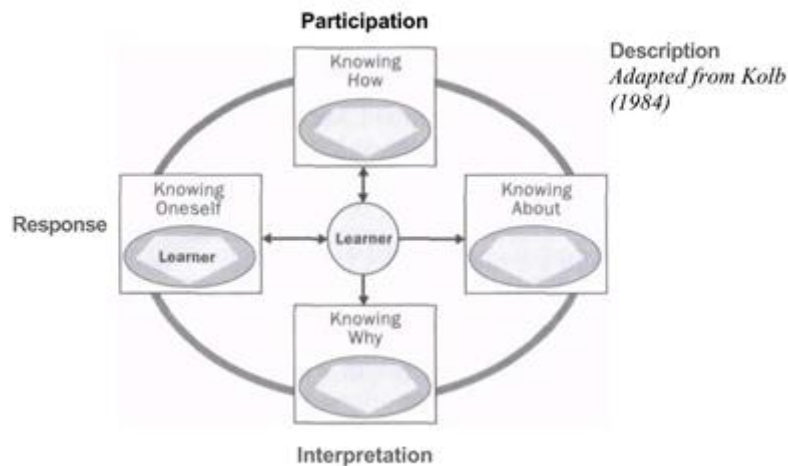 Participation
Knowing
How
Description
Adapted from Kolb
(1984)
Knowing
Oneself
Learner
Response
Learner
Knowing
About
Knowing
Why
Interpretation